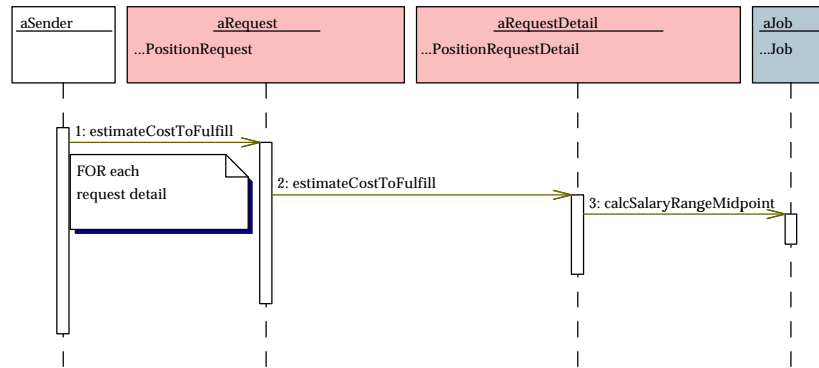 aSender
aRequest
...PositionRequest
aRequestDetail
...PositionRequestDetail
aJob
...Job
1: estimateCostToFulfill
FOR each
request detail
2: estimateCostToFulfill
3: calcSalaryRangeMidpoint